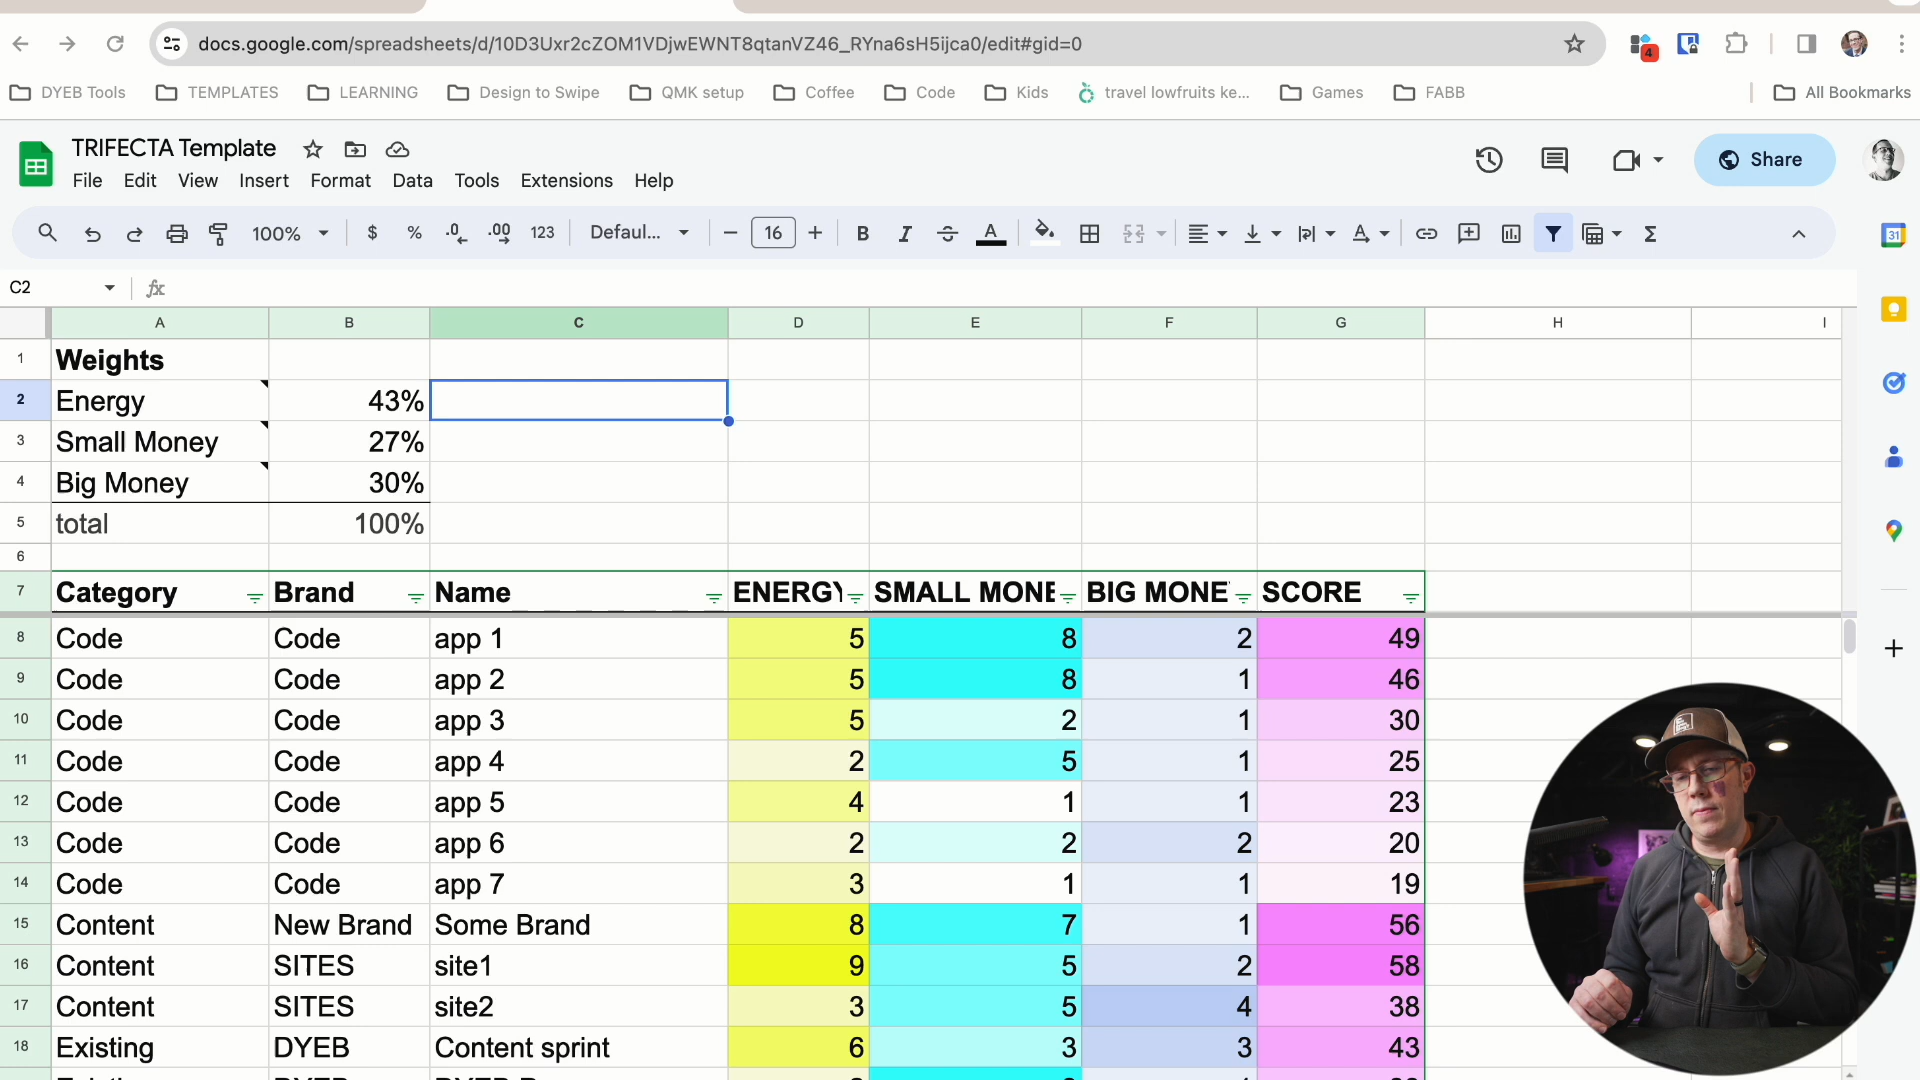 docs.google.com/spreadsheets/d/10D3Uxr2cZOM1VDjwEWNT8qtanVZ46_RYna6sH5ijca0/edit#gid=0
4
DYEB Tools TEMPLATES LEARNING Design to Swipe QMK setup Coffee Code Kids travel lowfruits ke... Games FABB All Bookmarks
TRIFECTA Template
File Edit View Insert Format Data Tools Extensions Help
Share
100% $ % .0 .00 123 Defaul... 16 B I A Σ
31
C2 fx
A B C D E F G H I
1 Weights
2 Energy 43%
3 Small Money 27%
4 Big Money 30%
5 total 100%
6
7 Category Brand Name ENERGY SMALL MONE BIG MONE SCORE
8 Code Code app 1 5 8 2 49
9 Code Code app 2 5 8 1 46
10 Code Code app 3 5 2 1 30
11 Code Code app 4 2 5 1 25
12 Code Code app 5 4 1 1 23
13 Code Code app 6 2 2 2 20
14 Code Code app 7 3 1 1 19
15 Content New Brand Some Brand 8 7 1 56
16 Content SITES site1 9 5 2 58
17 Content SITES site2 3 5 4 38
18 Existing DYEB Content sprint 6 3 3 43